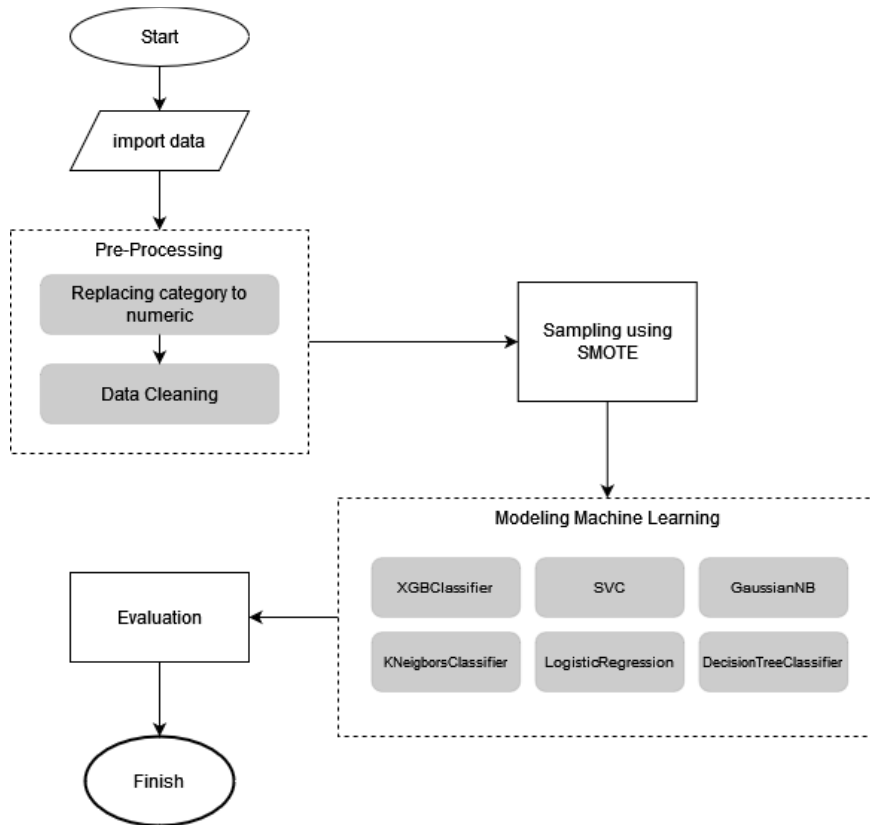 Start
import data
Pre-Processing
Replacing category to
numeric
Data Cleaning
Sampling using
SMOTE
Modeling Machine Learning
XGBClassifier
SVC
GaussianNB
KNeigborsClassifier
LogisticRegression
DecisionTreeClassifier
Evaluation
Finish